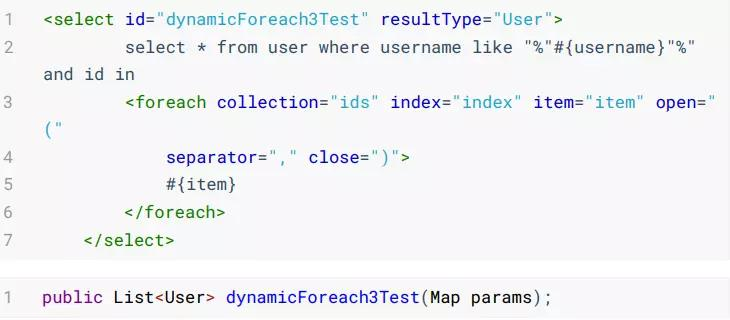 1 <select id="dynamicForeach3Test" resultType="User">
2 select * from user where username like "%"#{username}"%"
and id in
3 <foreach collection="ids" index="index" item="item" open="
("
4 separator="," close=")">
5 #{item}
6 </foreach>
7 </select>
1 public List<User> dynamicForeach3Test(Map params);